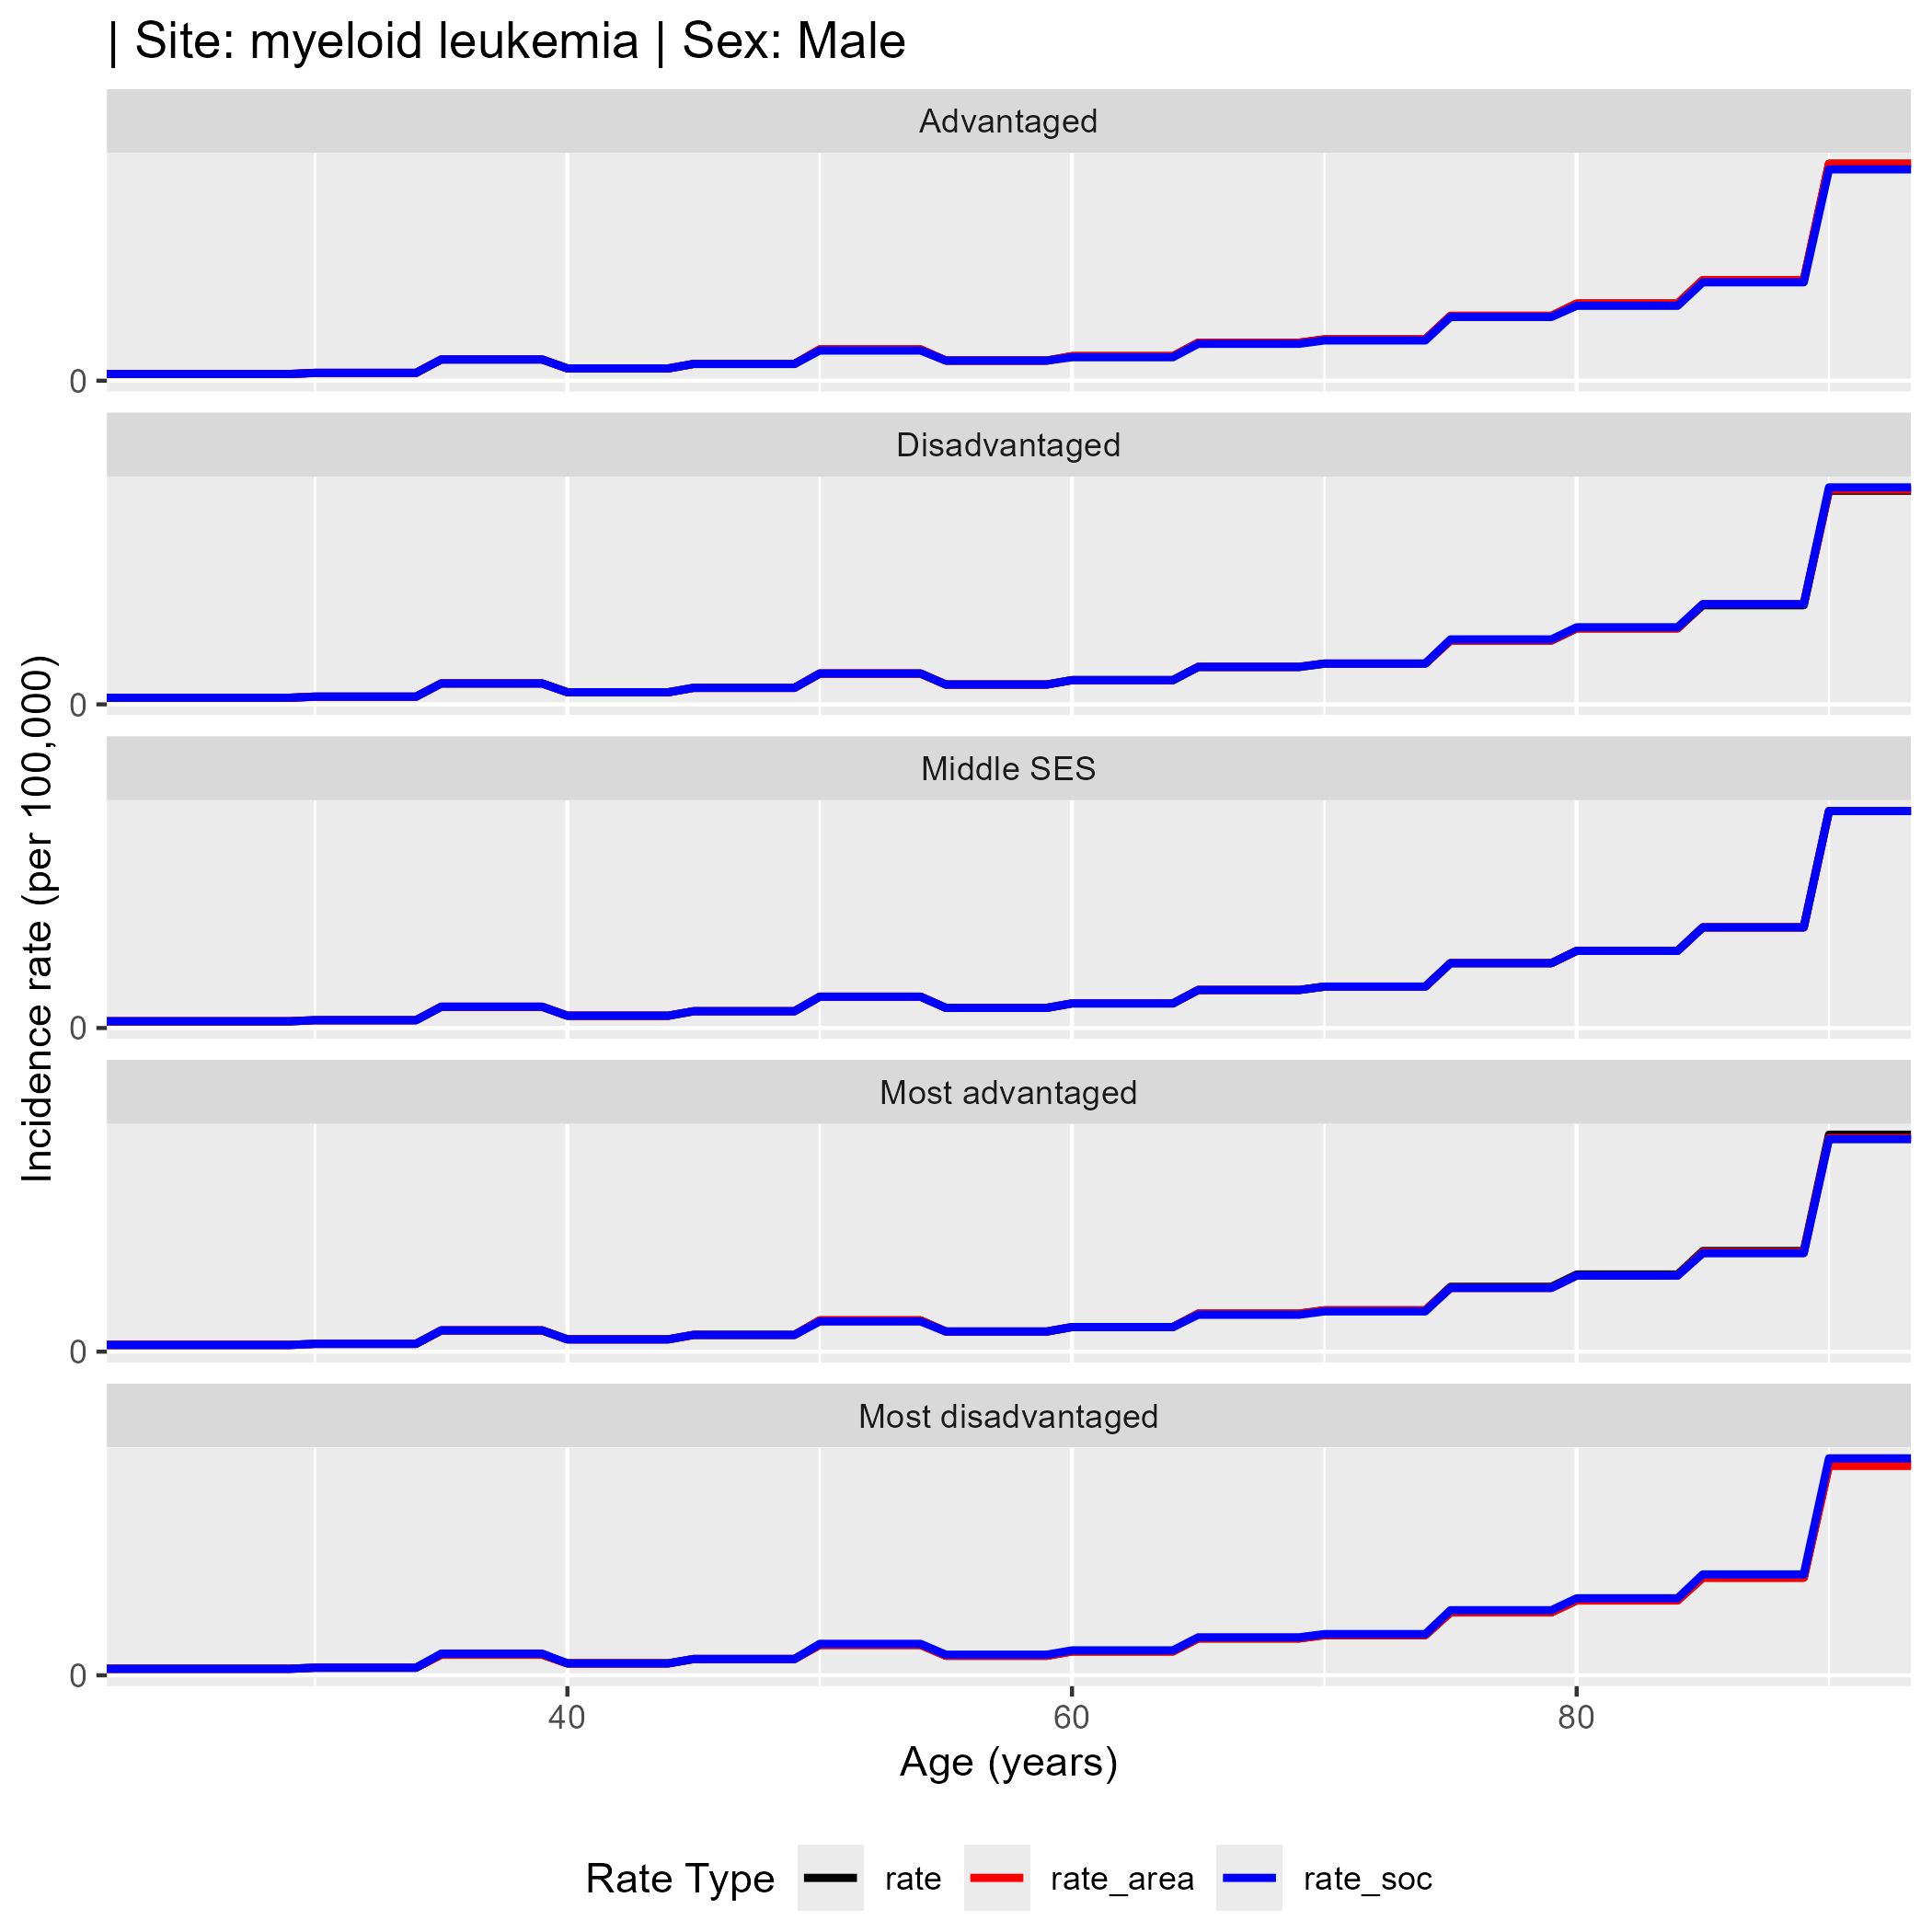 | Site: myeloid leukemia | Sex: Male
Advantaged
0
Disadvantaged
0
Middle SES
0
Most advantaged
0
Most disadvantaged
0
40 60 80
Age (years)
Incidence rate (per 100,000)
Rate Type rate rate_area rate_soc